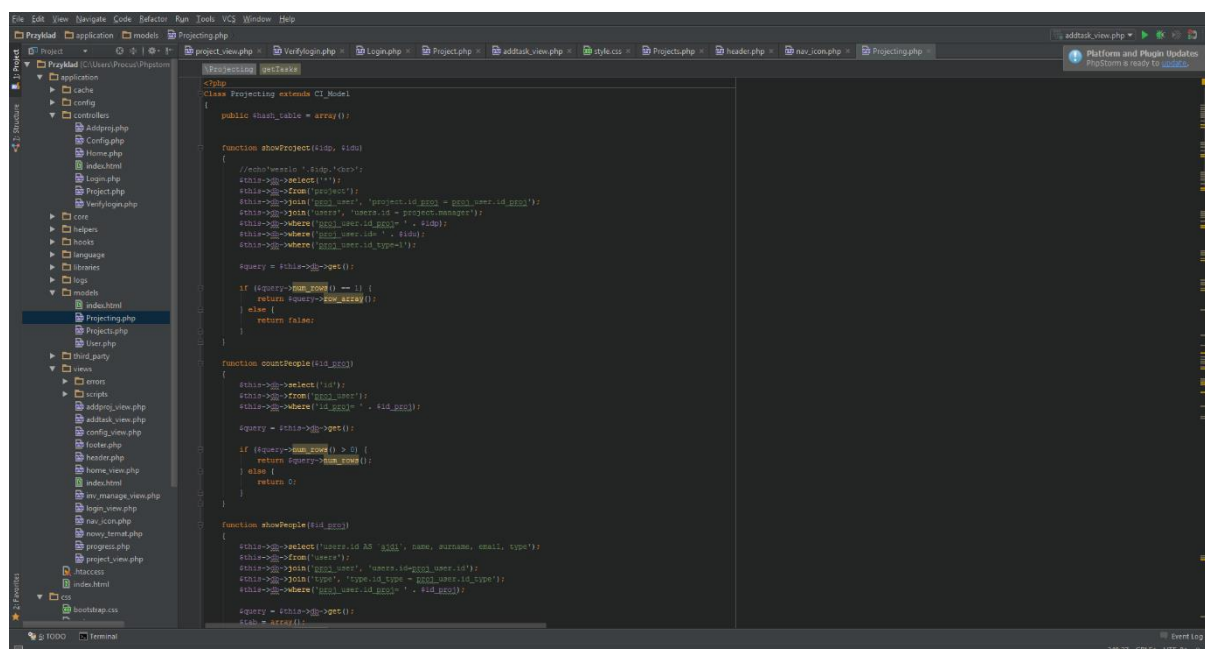 File Edit View Navigate Code Refactor Run Tools VCS Window Help
Przyklad application models Projecting.php
addtask_view.php
Project
project_view.php Verifylogin.php Login.php Project.php addtask_view.php style.css Projects.php header.php nav_icon.php Projecting.php
Platform and Plugin Updates
PhpStorm is ready to update.
1: Project
Structure
2: Favorites
Przyklad (C:\Users\Procus\Phpstorm
application
cache
config
controllers
Addproj.php
Config.php
Home.php
index.html
Login.php
Project.php
Verifylogin.php
core
helpers
hooks
language
libraries
logs
models
index.html
Projecting.php
Projects.php
User.php
third_party
views
errors
scripts
addproj_view.php
addtask_view.php
config_view.php
footer.php
header.php
home_view.php
index.html
inv_manage_view.php
login_view.php
nav_icon.php
nowy_temat.php
progress.php
project_view.php
.htaccess
index.html
css
bootstrap.css
\Projecting getTasks
<?php
Class Projecting extends CI_Model
{
public $hash_table = array();
function showProject($idp, $idu)
{
//echo'weszlo '.$idp.'<br>';
$this->db->select('*');
$this->db->from('project');
$this->db->join('proj_user', 'project.id_proj = proj_user.id_proj');
$this->db->join('users', 'users.id = project.manager');
$this->db->where('proj_user.id_proj= ' . $idp);
$this->db->where('proj_user.id= ' . $idu);
$this->db->where('proj_user.id_type=1');
$query = $this->db->get();
if ($query->num_rows() == 1) {
return $query->row_array();
} else {
return false;
}
}
function countPeople($id_proj)
{
$this->db->select('id');
$this->db->from('proj_user');
$this->db->where('id_proj= ' . $id_proj);
$query = $this->db->get();
if ($query->num_rows() > 0) {
return $query->num_rows();
} else {
return 0;
}
}
function showPeople($id_proj)
{
$this->db->select('users.id AS `ajdi`, name, surname, email, type');
$this->db->from('users');
$this->db->join('proj_user', 'users.id=proj_user.id');
$this->db->join('type', 'type.id_type = proj_user.id_type');
$this->db->where('proj_user.id_proj= ' . $id_proj);
$query = $this->db->get();
$tab = array();
6: TODO Terminal
Event Log